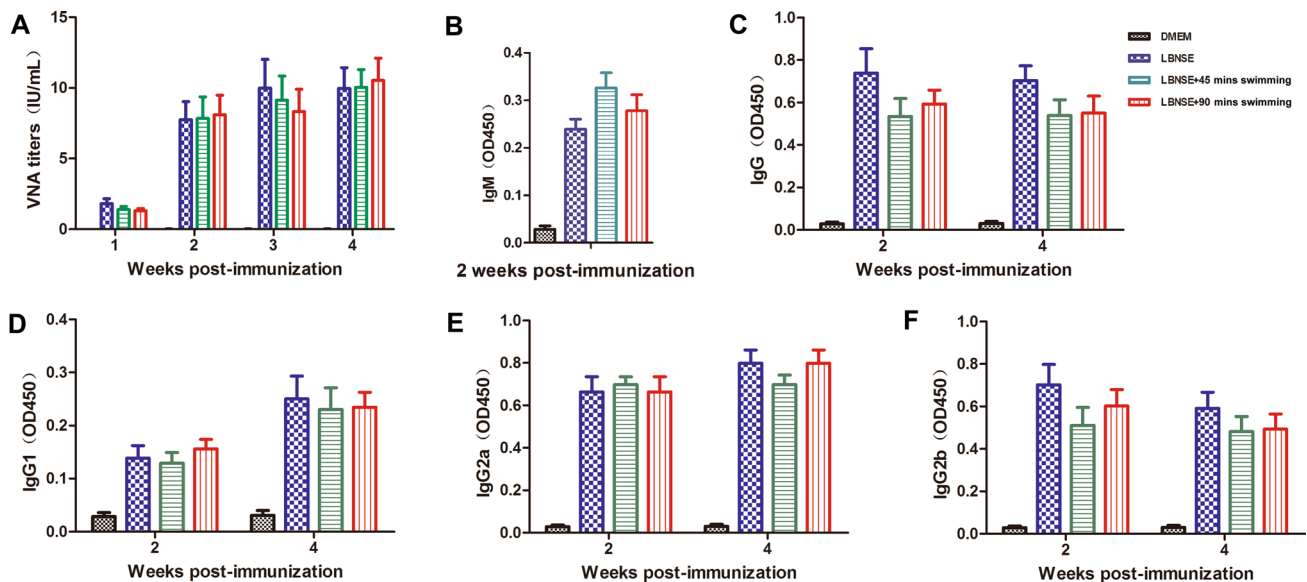 A
VNA titers (IU/mL)
15
10
5
0
1 2 3 4
Weeks post-immunization
B
IgM (OD450)
0.4
0.3
0.2
0.1
0.0
2 weeks post-immunization
C
IgG (OD450)
1.0
0.8
0.6
0.4
0.2
0.0
2 4
Weeks post-immunization
DMEM
LBNSE
LBNSE+45 mins swimming
LBNSE+90 mins swimming
D
IgG1 (OD450)
0.4
0.3
0.2
0.1
0.0
2 4
Weeks post-immunization
E
IgG2a (OD450)
1.0
0.8
0.6
0.4
0.2
0.0
2 4
Weeks post-immunization
F
IgG2b (OD450)
1.0
0.8
0.6
0.4
0.2
0.0
2 4
Weeks post-immunization